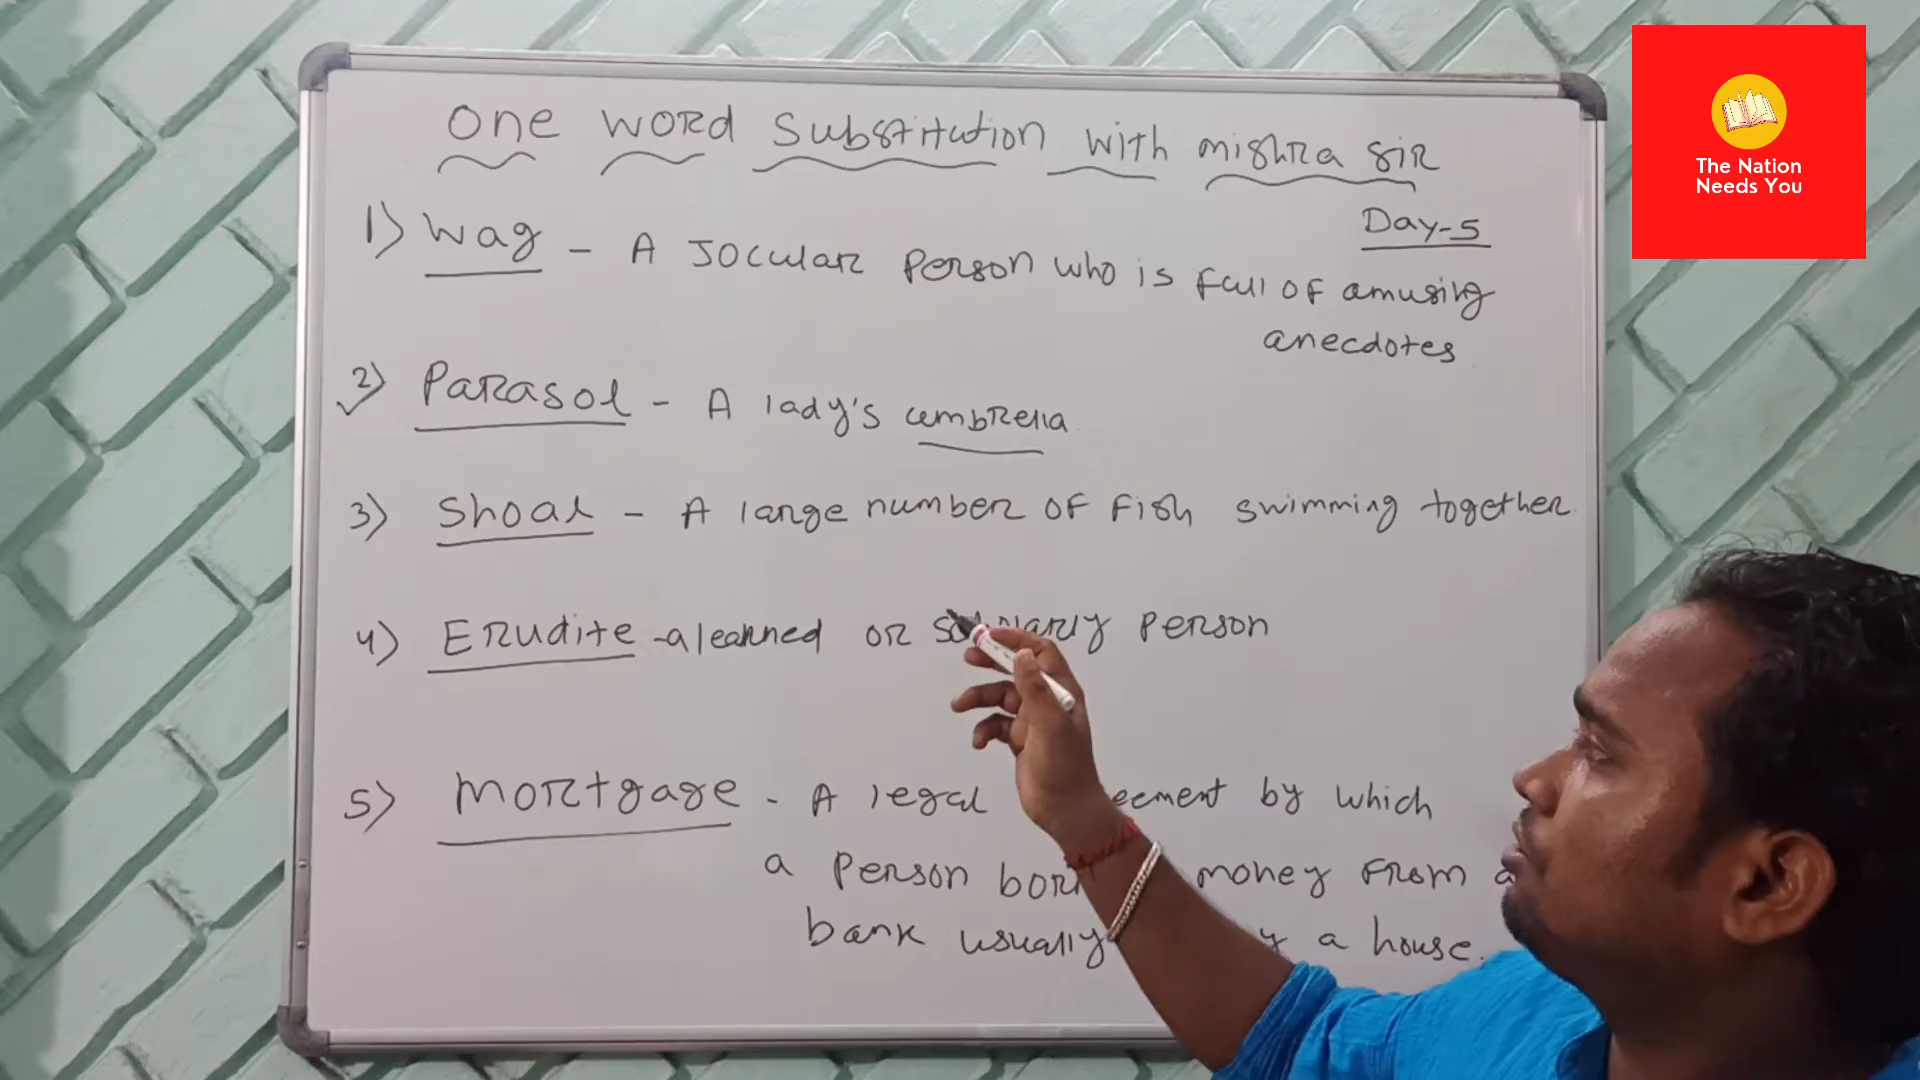 One word Substitution with mishra sir
Day-5
1) Wag - A Jocular Person who is full of amusing
anecdotes
2) Parasol - A lady's umbrella
3) Shoal - A large number of fish swimming together
4) Erudite - a learned or person
5) Mortgage - A legal by which
a Person money from a
bank usually a house.
The Nation
Needs You